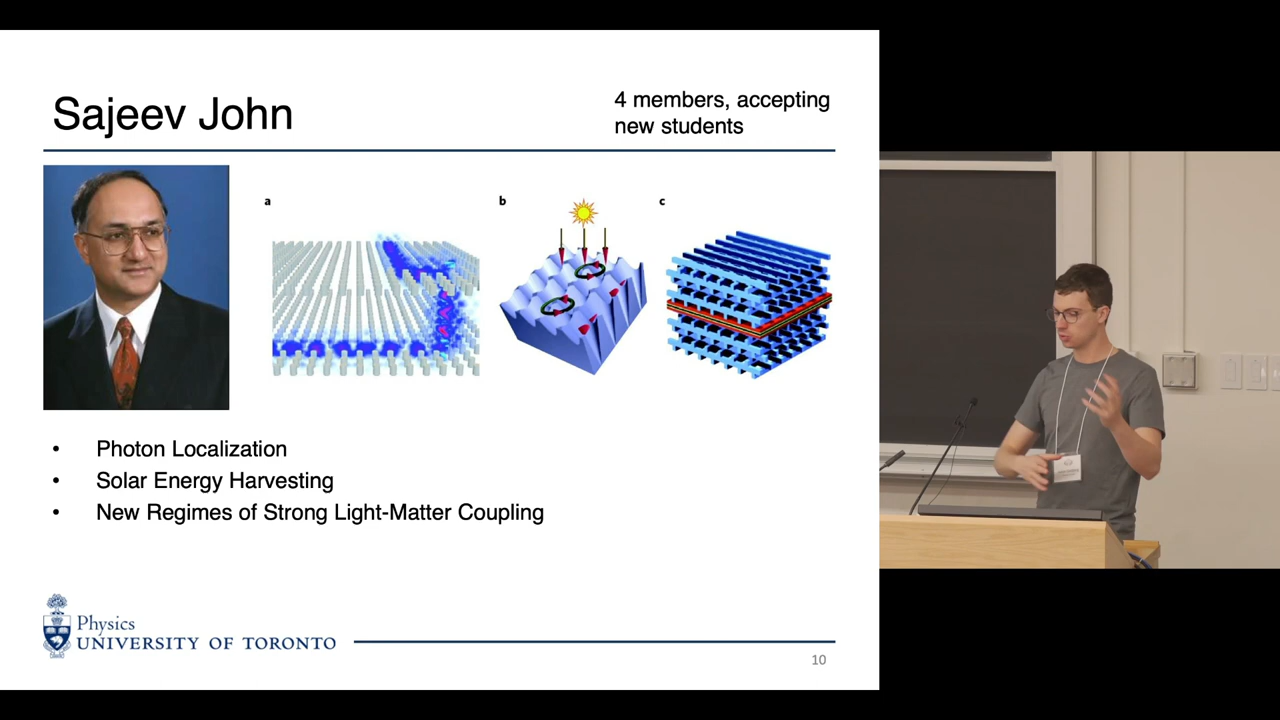 Sajeev John
4 members, accepting
new students
a
b
c
• Photon Localization
• Solar Energy Harvesting
• New Regimes of Strong Light-Matter Coupling
Physics
UNIVERSITY OF TORONTO
10